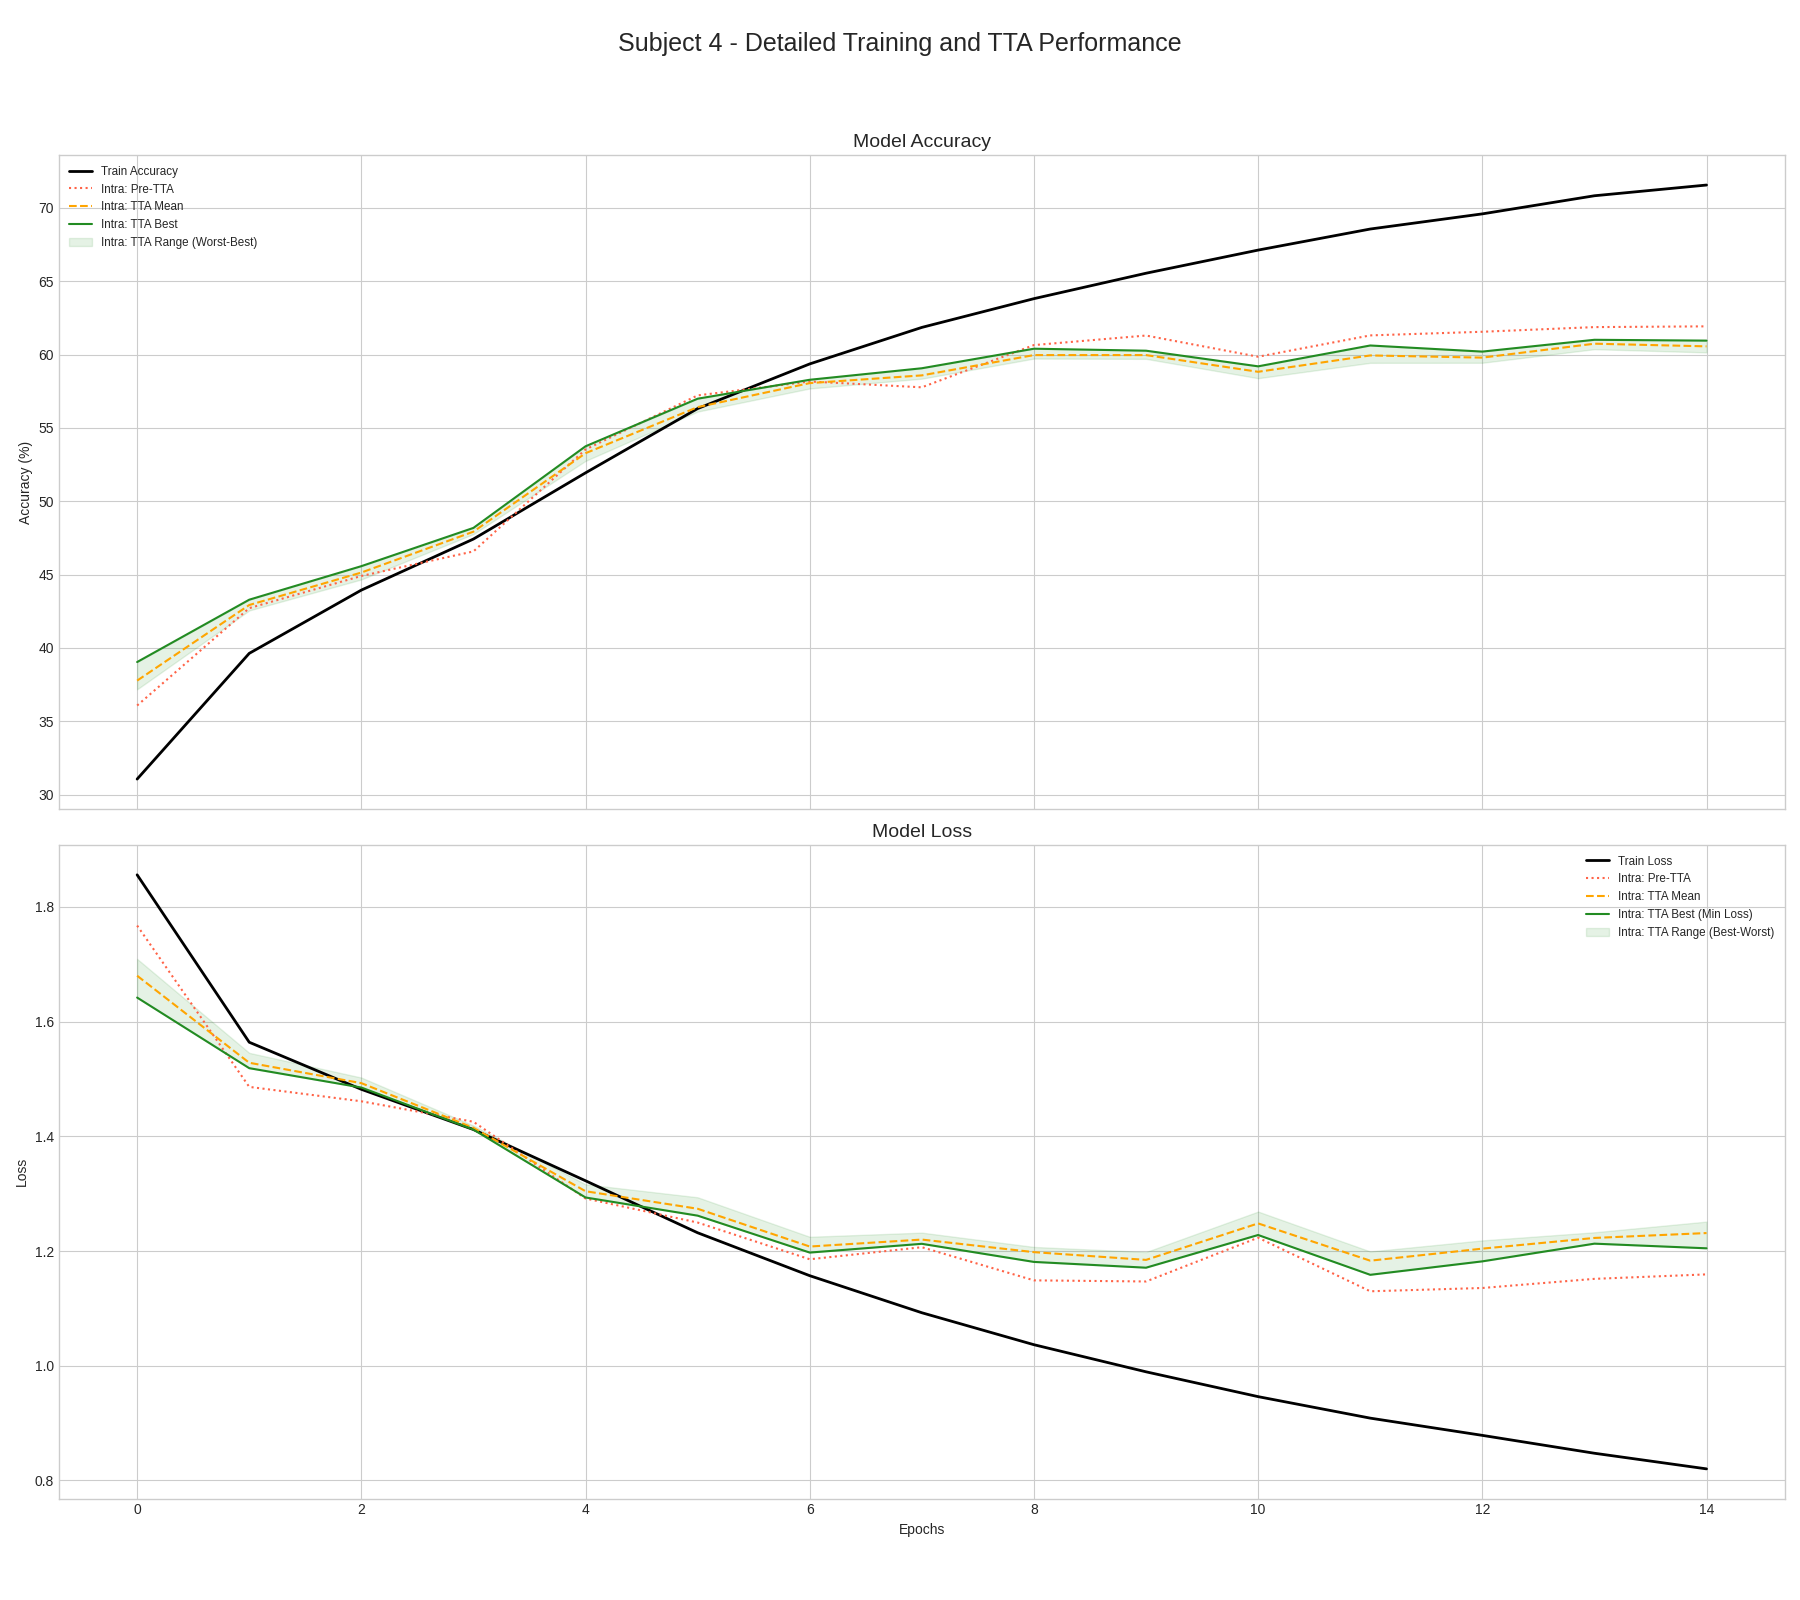 Subject 4 - Detailed Training and TTA Performance
Model Accuracy
Train Accuracy
Intra: Pre-TTA
Intra: TTA Mean
Intra: TTA Best
Intra: TTA Range (Worst-Best)
70
65
60
55
50
45
40
35
30
Accuracy (%)
Model Loss
Train Loss
Intra: Pre-TTA
Intra: TTA Mean
Intra: TTA Best (Min Loss)
Intra: TTA Range (Best-Worst)
1.8
1.6
1.4
1.2
1.0
0.8
Loss
0 2 4 6 8 10 12 14
Epochs